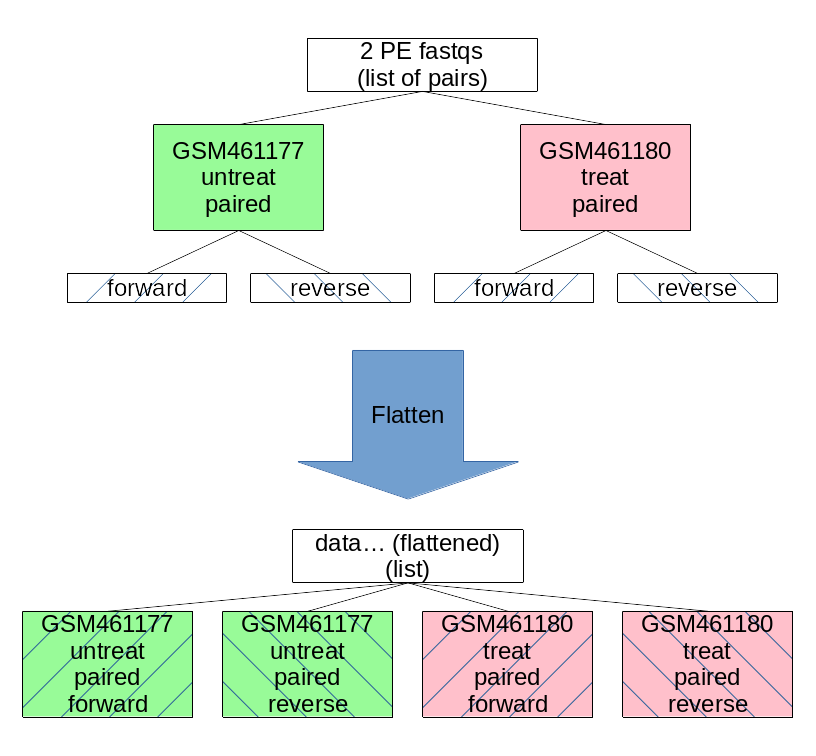 2 PE fastqs
(list of pairs)
GSM461177
untreat
paired
GSM461180
treat
paired
forward
reverse
forward
reverse
Flatten
data… (flattened)
(list)
GSM461177
untreat
paired
forward
GSM461177
untreat
paired
reverse
GSM461180
treat
paired
forward
GSM461180
treat
paired
reverse